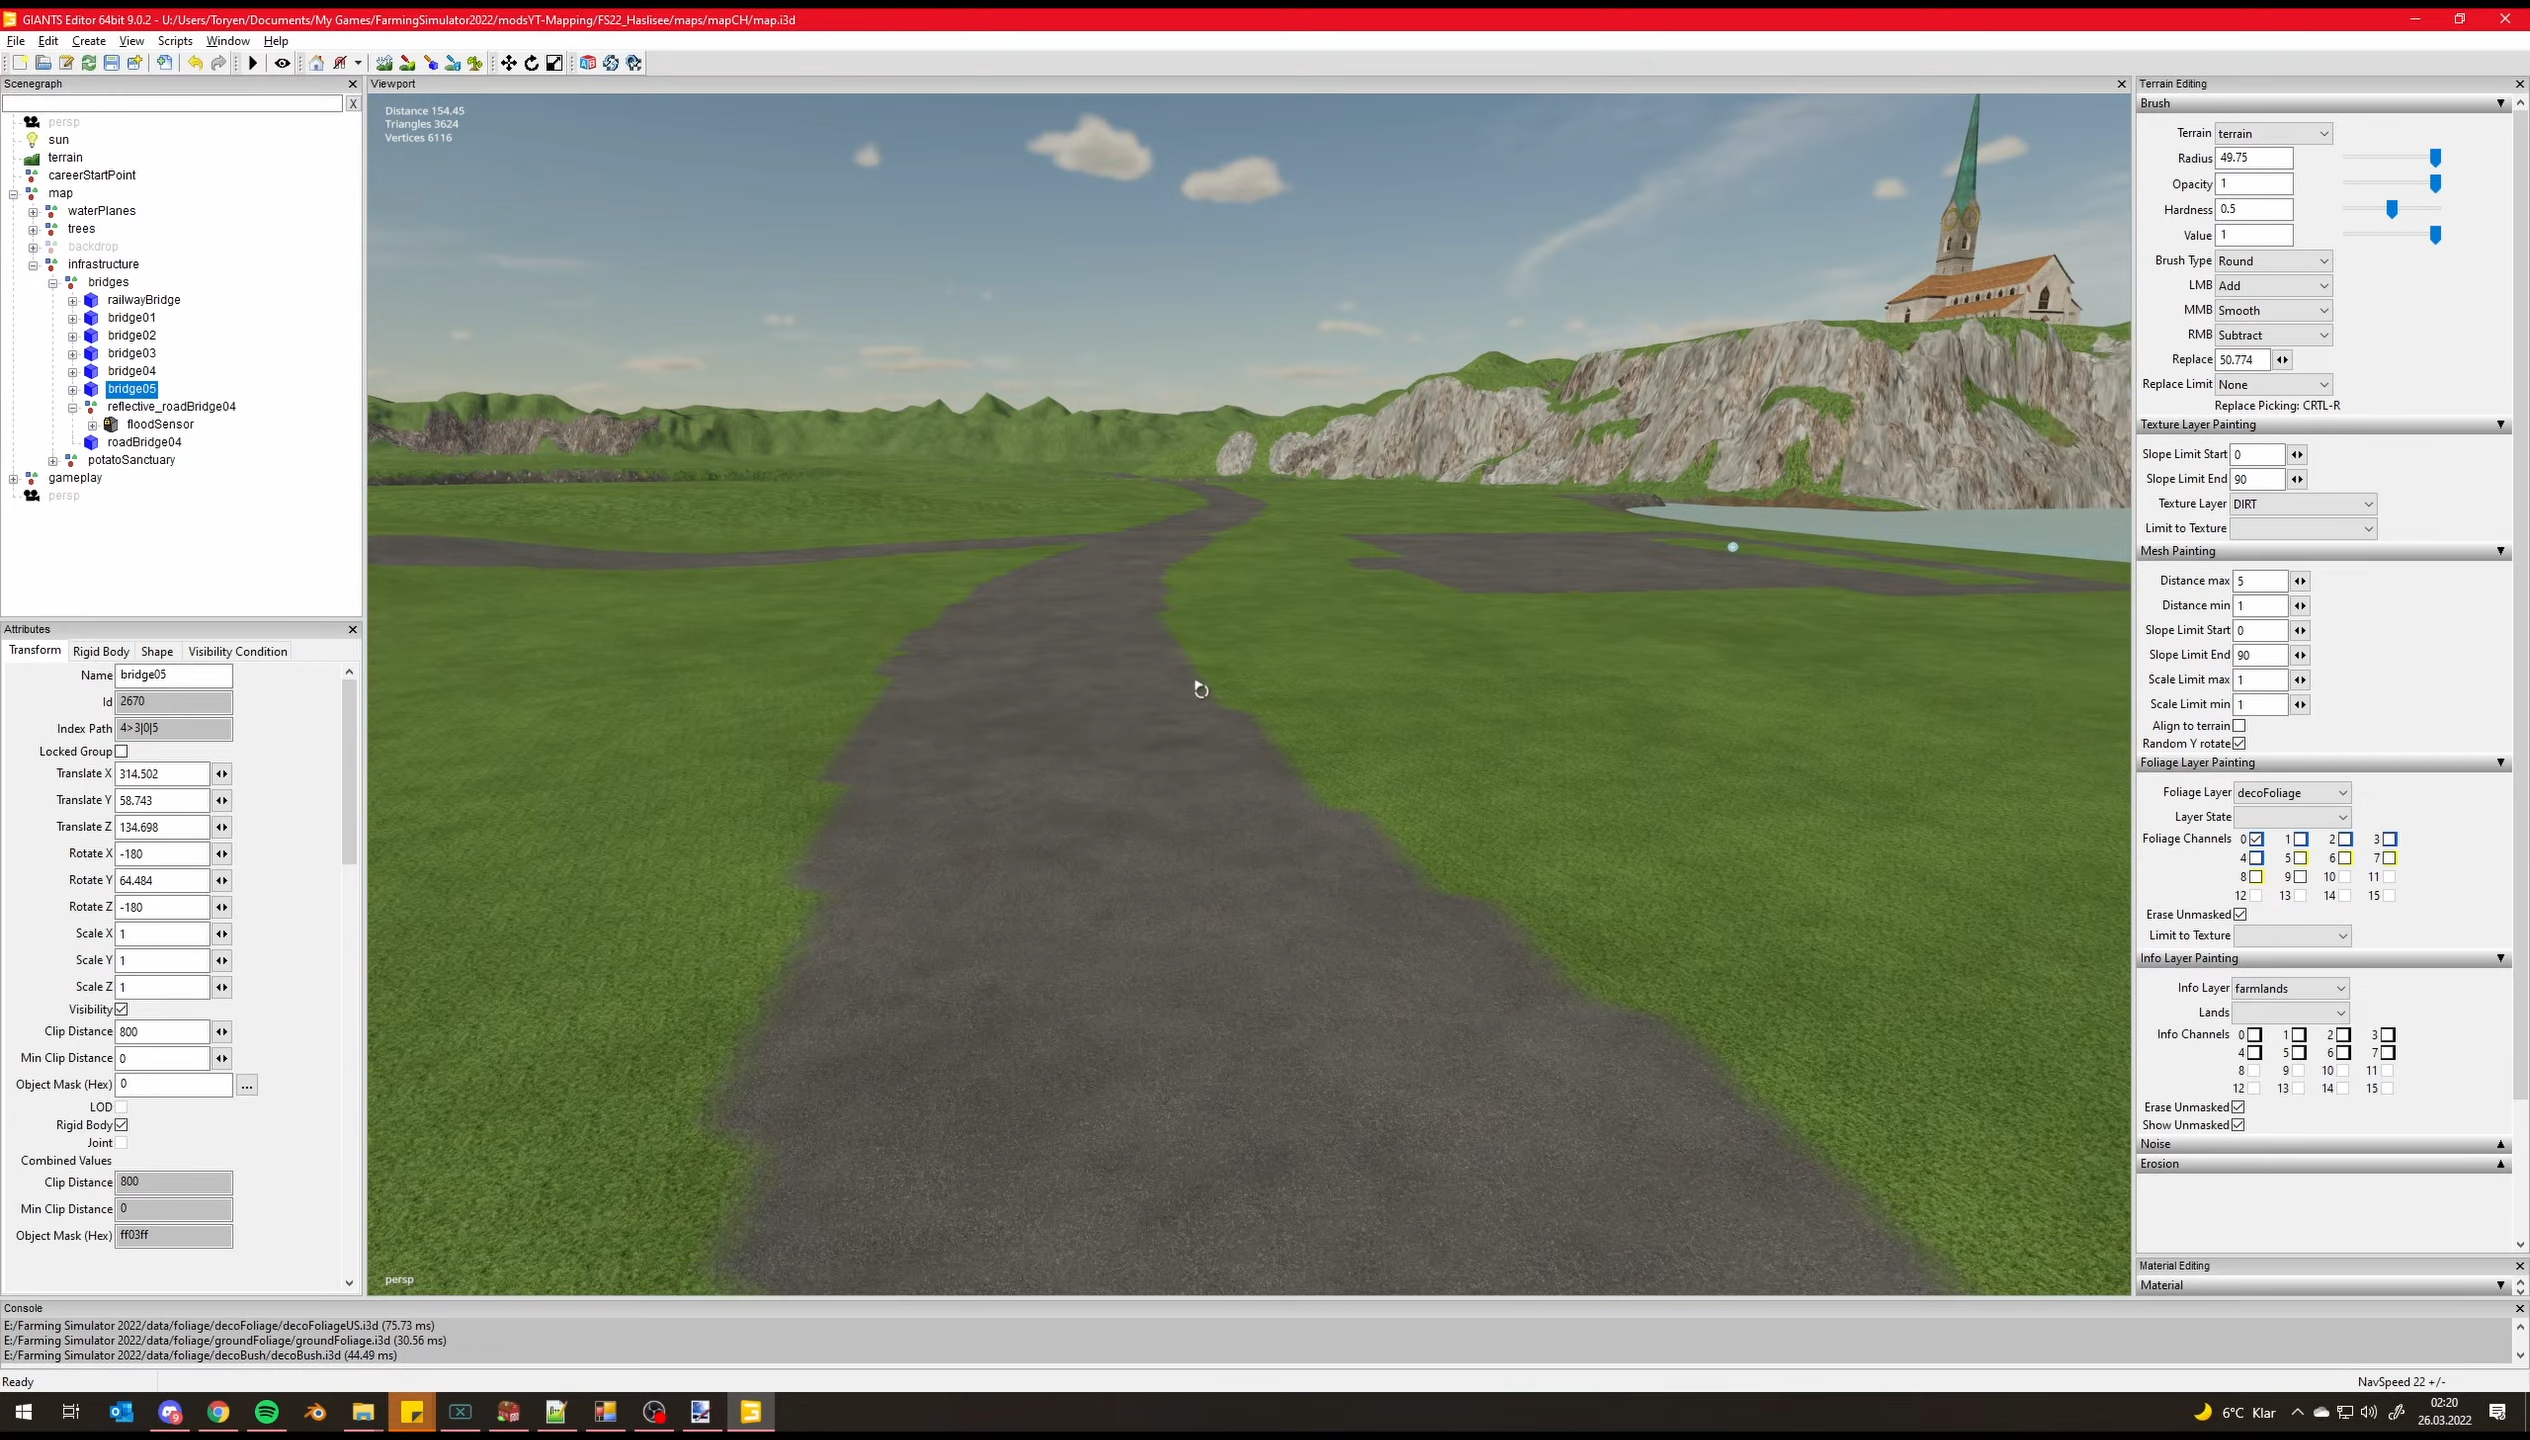 GIANTS Editor 64bit 9.0.2 - U:/Users/Toryen/Documents/My Games/FarmingSimulator2022/modsYT-Mapping/FS22_Haslisee/maps/mapCH/map.i3d
File Edit Create View Scripts Window Help
Scenegraph
X
persp
sun
terrain
careerStartPoint
map
waterPlanes
trees
backdrop
infrastructure
bridges
railwayBridge
bridge01
bridge02
bridge03
bridge04
bridge05
reflective_roadBridge04
floodSensor
roadBridge04
potatoSanctuary
gameplay
persp
Attributes
Transform Rigid Body Shape Visibility Condition
Name bridge05
Id 2670
Index Path 4>3|0|5
Locked Group
Translate X 314.502
Translate Y 58.743
Translate Z 134.698
Rotate X -180
Rotate Y 64.484
Rotate Z -180
Scale X 1
Scale Y 1
Scale Z 1
Visibility
Clip Distance 800
Min Clip Distance 0
Object Mask (Hex) 0 ...
LOD
Rigid Body
Joint
Combined Values
Clip Distance 800
Min Clip Distance 0
Object Mask (Hex) ff03ff
Viewport
Distance 154.45
Triangles 3624
Vertices 6116
persp
Terrain Editing
Brush
Terrain terrain
Radius 49.75
Opacity 1
Hardness 0.5
Value 1
Brush Type Round
LMB Add
MMB Smooth
RMB Subtract
Replace 50.774
Replace Limit None
Replace Picking: CRTL-R
Texture Layer Painting
Slope Limit Start 0
Slope Limit End 90
Texture Layer DIRT
Limit to Texture
Mesh Painting
Distance max 5
Distance min 1
Slope Limit Start 0
Slope Limit End 90
Scale Limit max 1
Scale Limit min 1
Align to terrain
Random Y rotate
Foliage Layer Painting
Foliage Layer decoFoliage
Layer State
Foliage Channels 0 1 2 3
4 5 6 7
8 9 10 11
12 13 14 15
Erase Unmasked
Limit to Texture
Info Layer Painting
Info Layer farmlands
Lands
Info Channels 0 1 2 3
4 5 6 7
8 9 10 11
12 13 14 15
Erase Unmasked
Show Unmasked
Noise
Erosion
Material Editing
Material
Console
E:/Farming Simulator 2022/data/foliage/decoFoliage/decoFoliageUS.i3d (75.73 ms)
E:/Farming Simulator 2022/data/foliage/groundFoliage/groundFoliage.i3d (30.56 ms)
E:/Farming Simulator 2022/data/foliage/decoBush/decoBush.i3d (44.49 ms)
Ready
NavSpeed 22 +/-
6°C Klar
02:20
26.03.2022